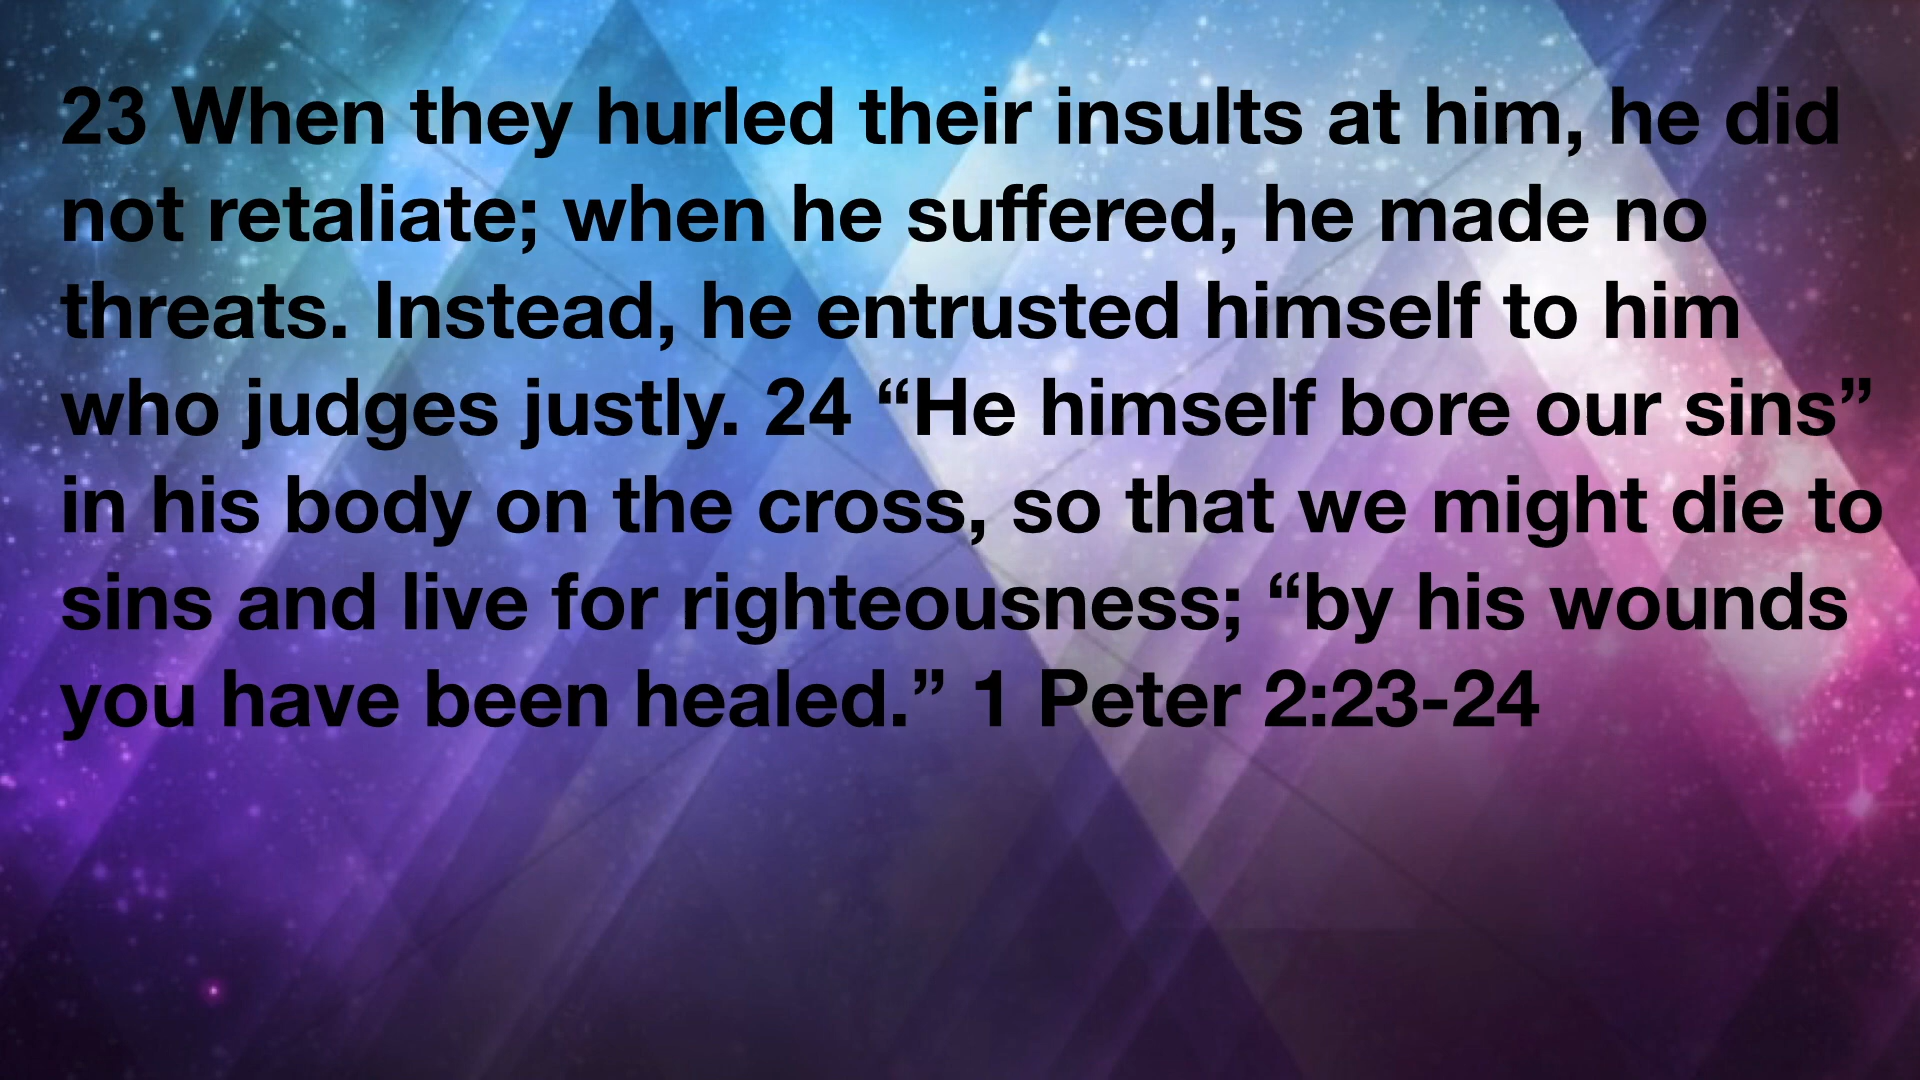 23 When they hurled their insults at him, he did
not retaliate; when he suffered, he made no
threats. Instead, he entrusted himself to him
who judges justly. 24 “He himself bore our sins”
in his body on the cross, so that we might die to
sins and live for righteousness; “by his wounds
you have been healed.” 1 Peter 2:23-24